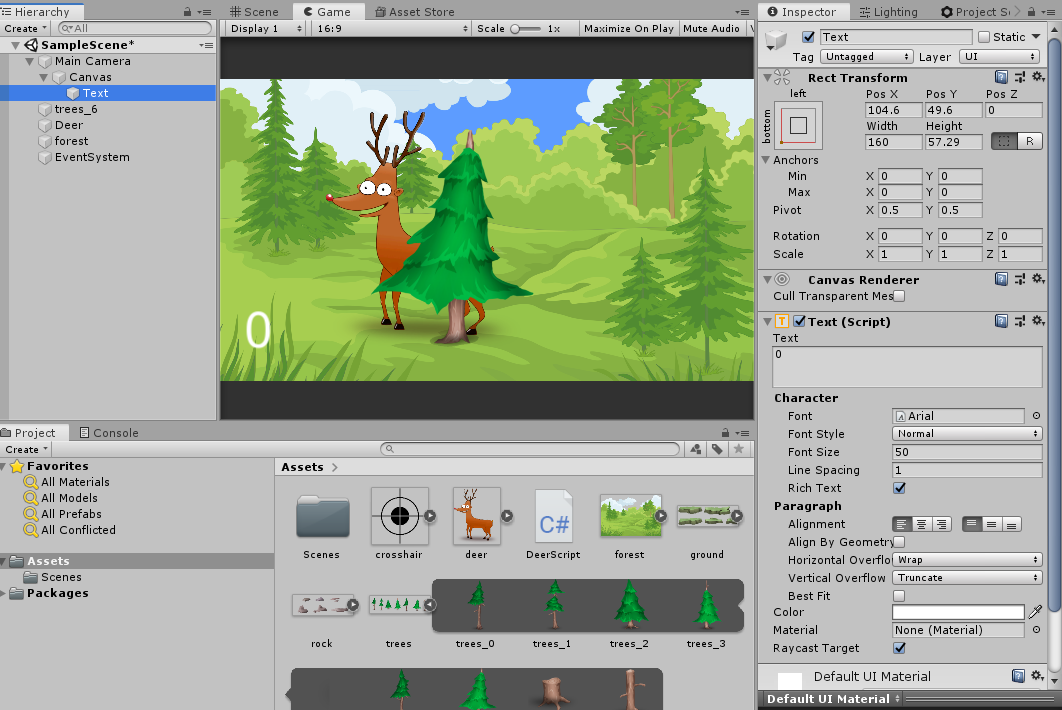 Hierarchy
Create
All
SampleScene*
Main Camera
Canvas
Text
trees_6
Deer
forest
EventSystem
Scene
Game
Asset Store
Display 1
16:9
Scale
1x
Maximize On Play
Mute Audio
0
Project
Console
Create
Favorites
All Materials
All Models
All Prefabs
All Conflicted
Assets
Scenes
Packages
Assets
Scenes
crosshair
deer
C#
DeerScript
forest
ground
rock
trees
trees_0
trees_1
trees_2
trees_3
Inspector
Lighting
Text
Static
Tag Untagged Layer UI
Rect Transform
left
bottom
Pos X Pos Y Pos Z
104.6 49.6 0
Width Height
160 57.29
R
Anchors
Min X 0 Y 0
Max X 0 Y 0
Pivot X 0.5 Y 0.5
Rotation X 0 Y 0 Z 0
Scale X 1 Y 1 Z 1
Canvas Renderer
Cull Transparent Mes
T Text (Script)
Text
0
Character
Font Arial
Font Style Normal
Font Size 50
Line Spacing 1
Rich Text
Paragraph
Alignment
Align By Geometry
Horizontal Overflo Wrap
Vertical Overflow Truncate
Best Fit
Color
Material None (Material)
Raycast Target
Default UI Material
Default UI Material